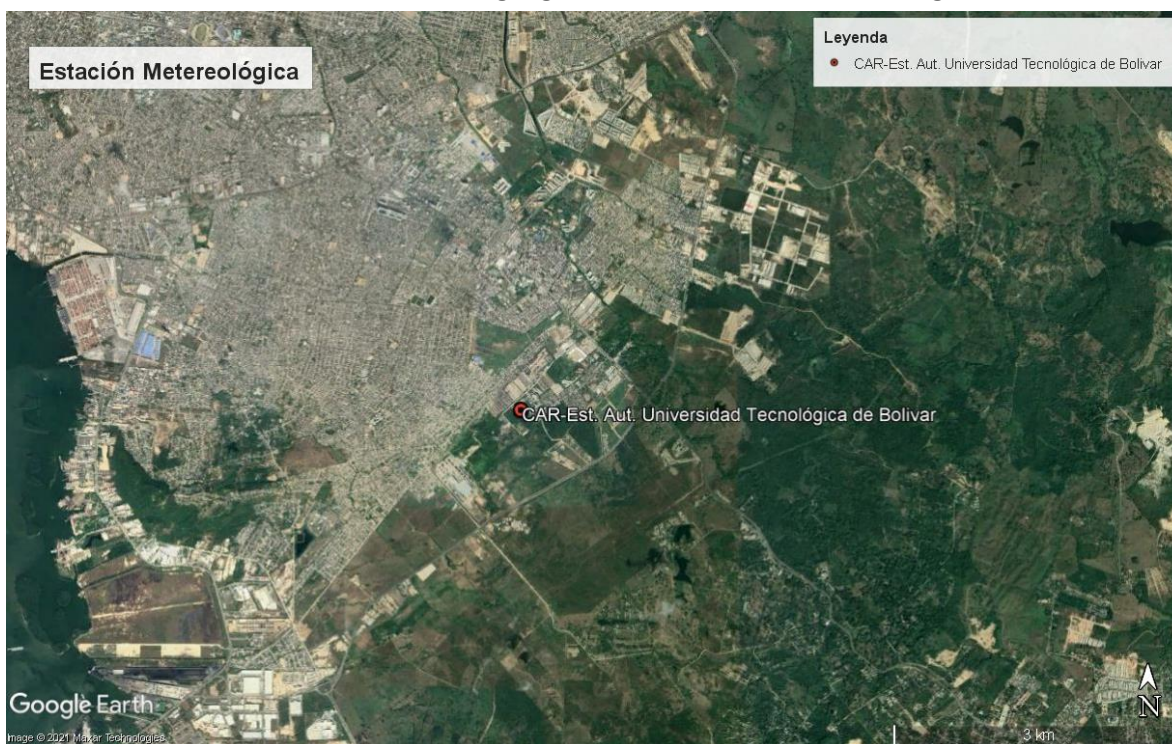 Estación Metereológica
Leyenda
CAR-Est. Aut. Universidad Tecnológica de Bolivar
CAR-Est. Aut. Universidad Tecnológica de Bolivar
Google Earth
Image © 2021 Maxar Technologies
N
3 km